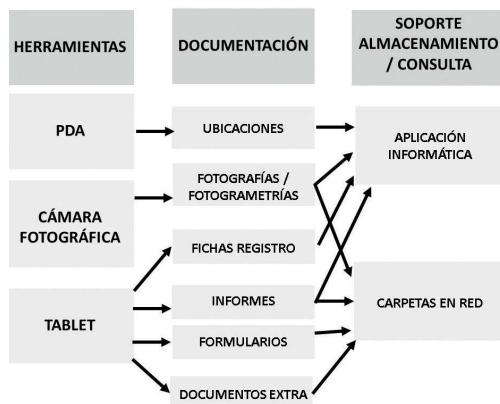 HERRAMIENTAS
DOCUMENTACIÓN
SOPORTE
ALMACENAMIENTO
/ CONSULTA
PDA
UBICACIONES
APLICACIÓN
INFORMÁTICA
CÁMARA
FOTOGRÁFICA
FOTOGRAFÍAS /
FOTOGRAMETRÍAS
FICHAS REGISTRO
TABLET
INFORMES
CARPETAS EN RED
FORMULARIOS
DOCUMENTOS EXTRA